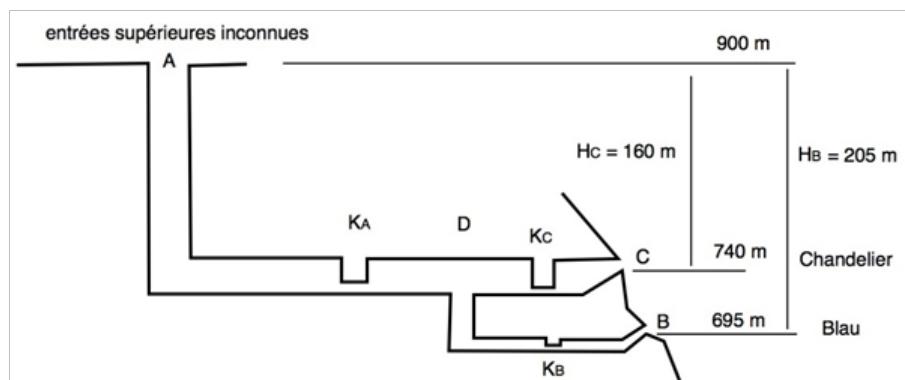 entrées supérieures inconnues
A
900 m
HC = 160 m
HB = 205 m
KA
D
KC
C
740 m
Chandelier
B
695 m
Blau
KB